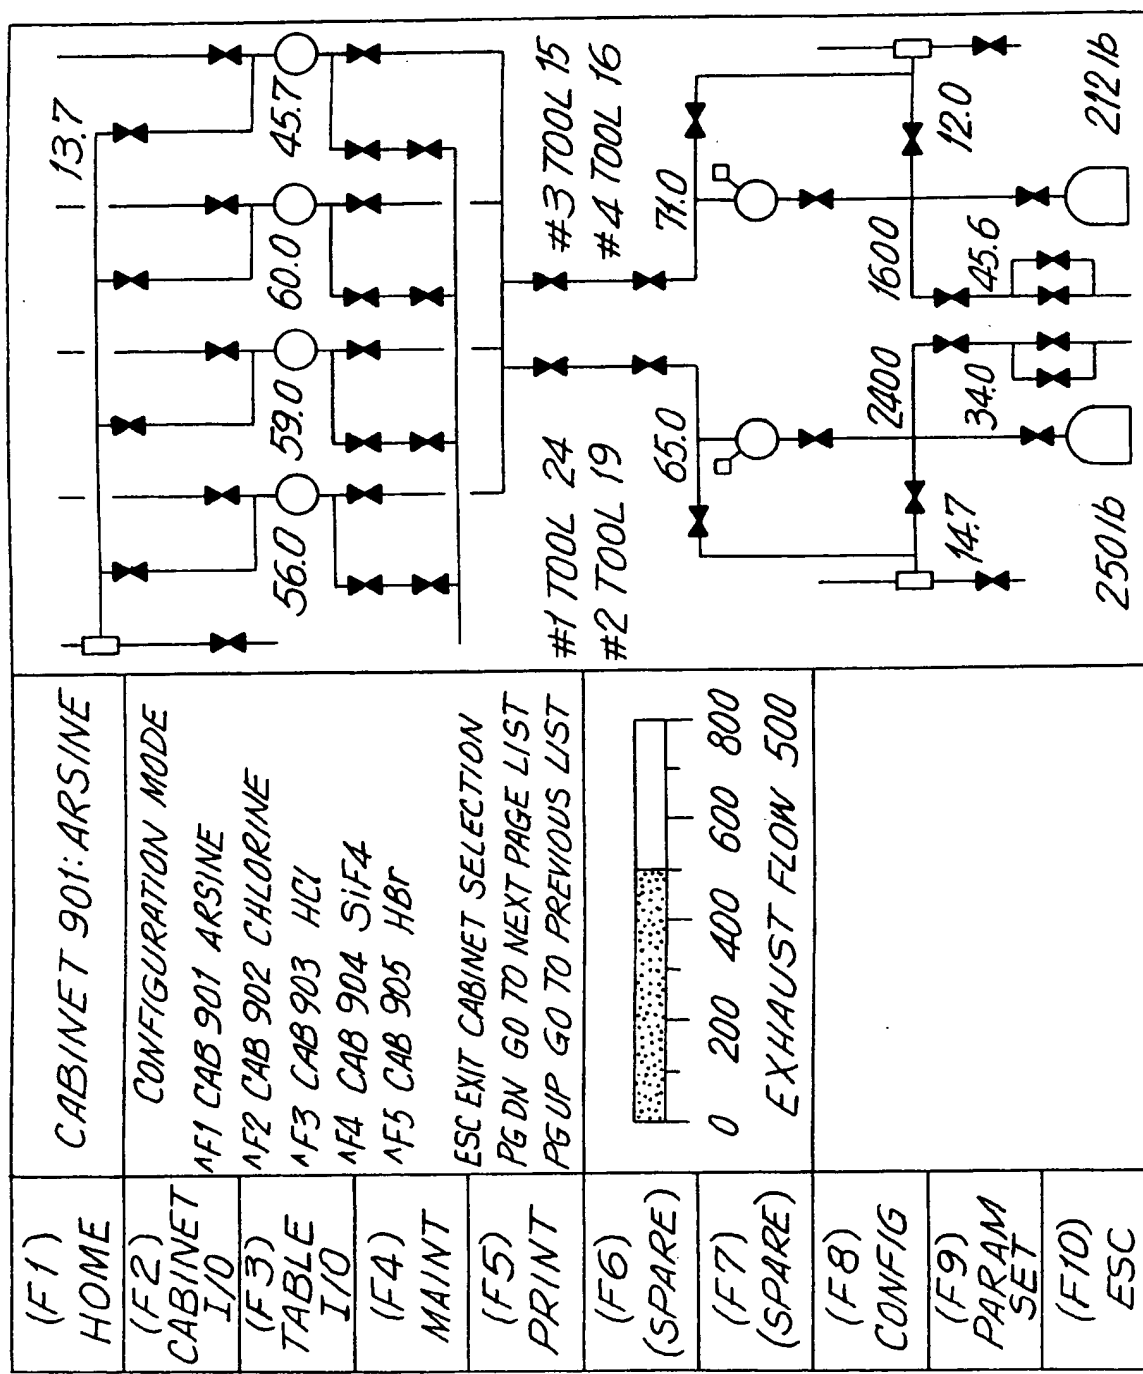 (F1)
HOME
(F2)
CABINET
I/O
(F3)
TABLE
I/O
(F4)
MAINT
(F5)
PRINT
(F6)
(SPARE)
(F7)
(SPARE)
(F8)
CONFIG
(F9)
PARAM
SET
(F10)
ESC
CABINET 901: ARSINE
CONFIGURATION MODE
^F1 CAB 901 ARSINE
^F2 CAB 902 CHLORINE
^F3 CAB 903 HCl
^F4 CAB 904 SiF4
^F5 CAB 905 HBr
ESC EXIT CABINET SELECTION
PG DN GO TO NEXT PAGE LIST
PG UP GO TO PREVIOUS LIST
0 200 400 600 800
EXHAUST FLOW 500
13.7
56.0 59.0 60.0 45.7
#1 TOOL 24
#2 TOOL 19
#3 TOOL 15
#4 TOOL 16
65.0 71.0
2400 1600
14.7 34.0 45.6 12.0
250 lb 212 lb